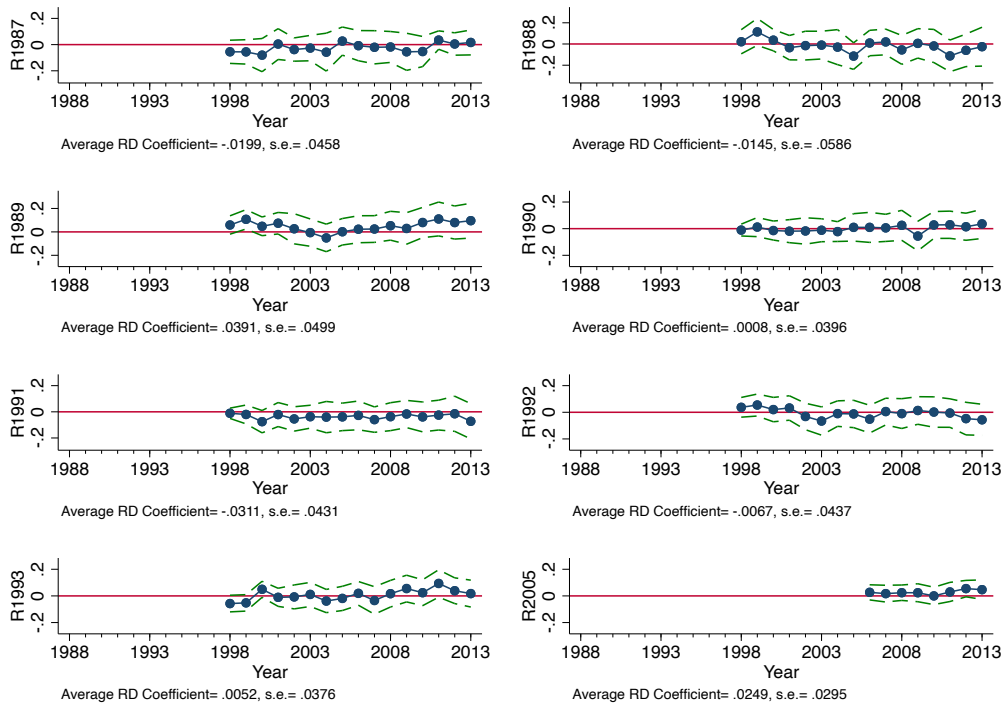 R1987
.2
0
-.2
1988 1993 1998 2003 2008 2013
Year
Average RD Coefficient= -.0199, s.e.= .0458
R1988
.2
0
-.2
1988 1993 1998 2003 2008 2013
Year
Average RD Coefficient= -.0145, s.e.= .0586
R1989
.2
0
-.2
1988 1993 1998 2003 2008 2013
Year
Average RD Coefficient= .0391, s.e.= .0499
R1990
.2
0
-.2
1988 1993 1998 2003 2008 2013
Year
Average RD Coefficient= .0008, s.e.= .0396
R1991
.2
0
-.2
1988 1993 1998 2003 2008 2013
Year
Average RD Coefficient= -.0311, s.e.= .0431
R1992
.2
0
-.2
1988 1993 1998 2003 2008 2013
Year
Average RD Coefficient= -.0067, s.e.= .0437
R1993
.2
0
-.2
1988 1993 1998 2003 2008 2013
Year
Average RD Coefficient= .0052, s.e.= .0376
R2005
.2
0
-.2
1988 1993 1998 2003 2008 2013
Year
Average RD Coefficient= .0249, s.e.= .0295